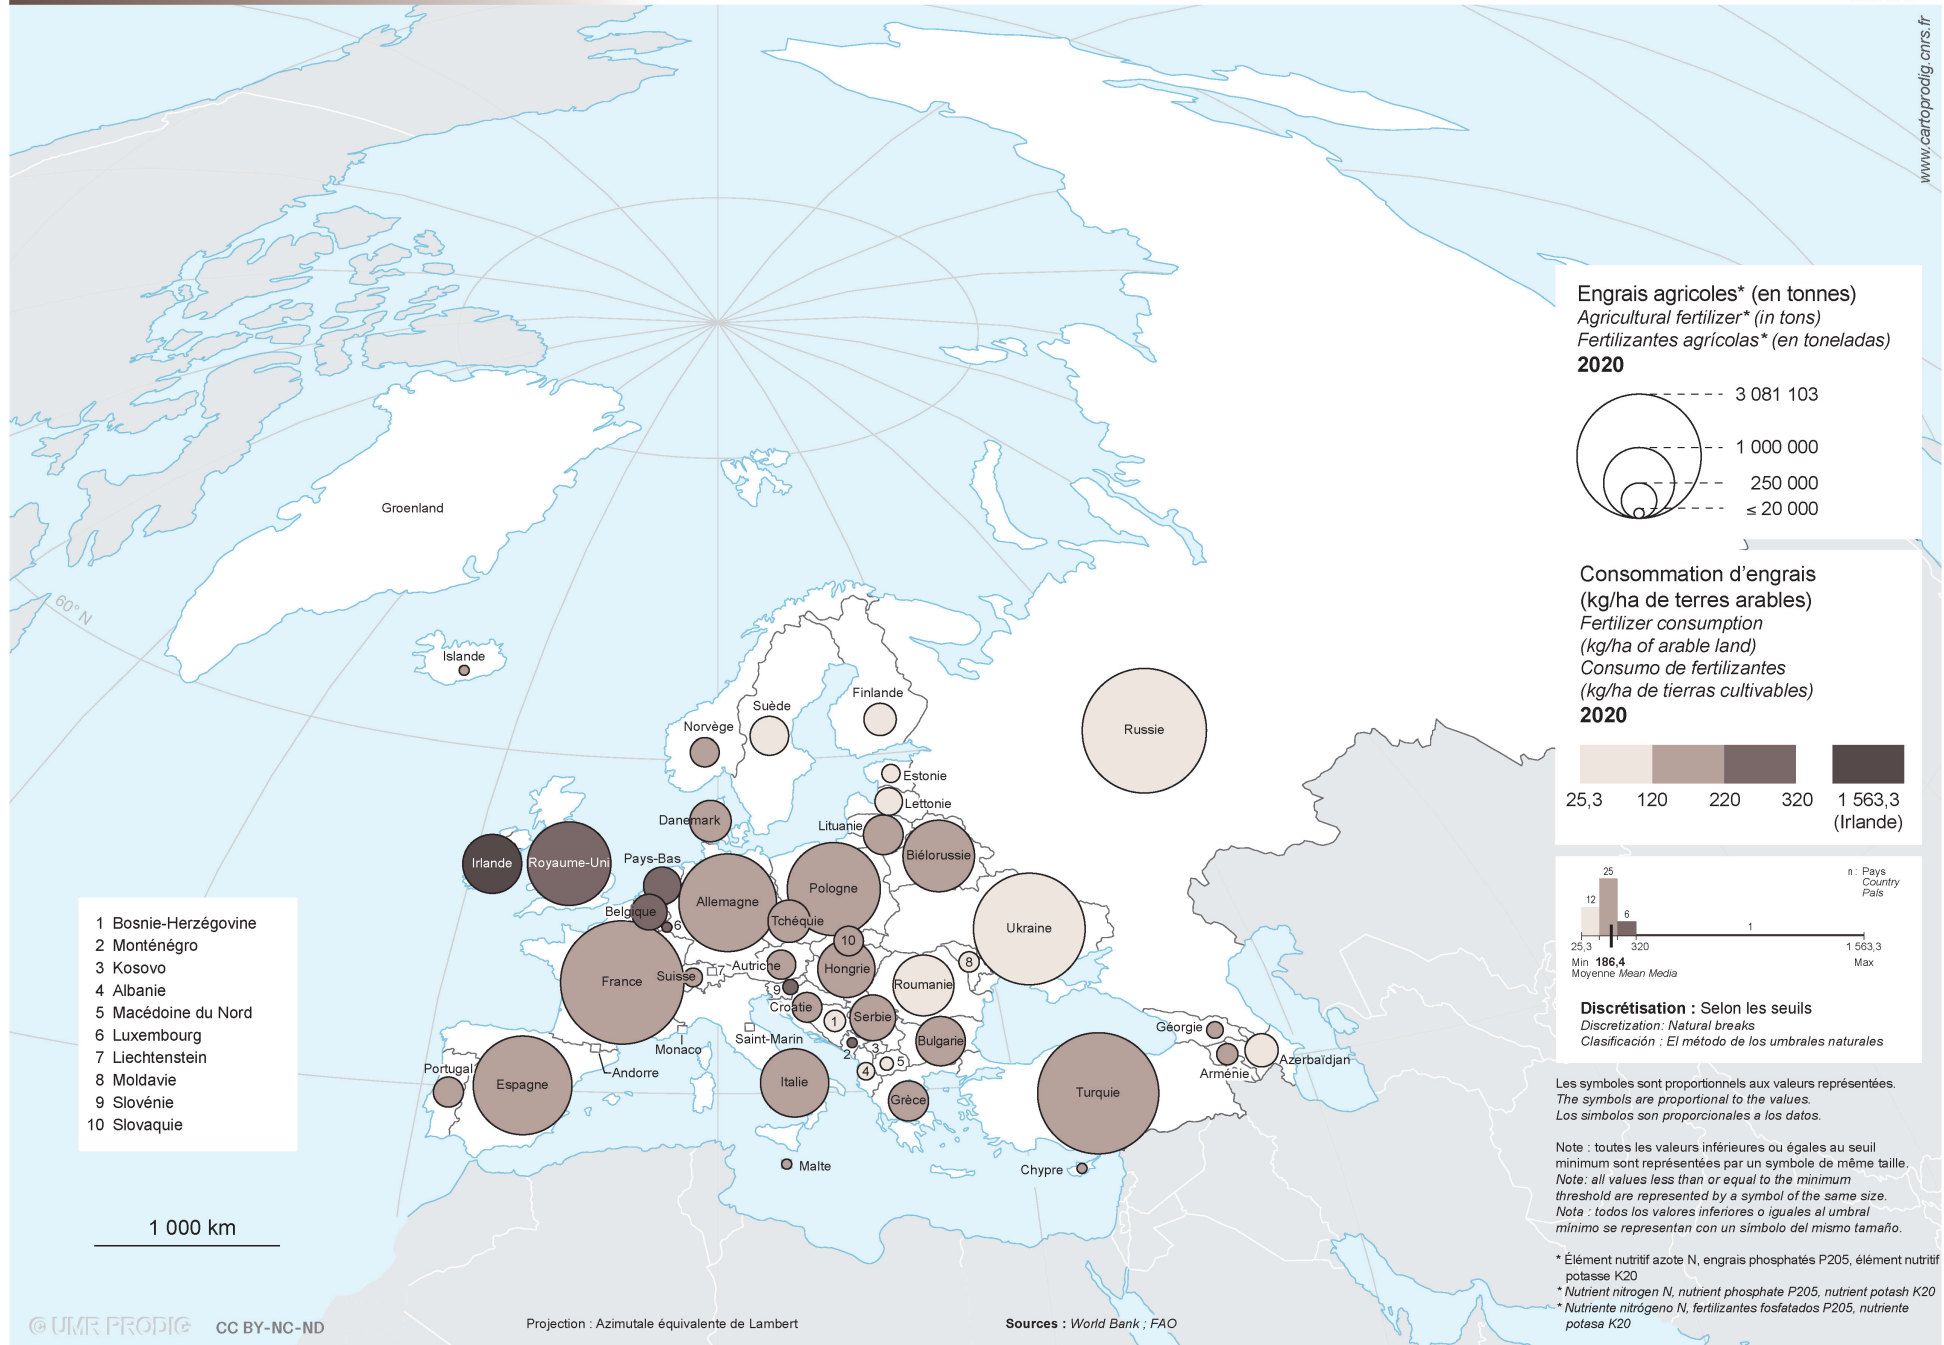 www.cartoprodig.cnrs.fr
Engrais agricoles* (en tonnes)
Agricultural fertilizer* (in tons)
Fertilizantes agrícolas* (en toneladas)
2020
3 081 103
1 000 000
250 000
≤ 20 000
Consommation d'engrais
(kg/ha de terres arables)
Fertilizer consumption
(kg/ha of arable land)
Consumo de fertilizantes
(kg/ha de tierras cultivables)
2020
25,3 120 220 320 1 563,3
(Irlande)
25
12
6
1
n : Pays
Country
País
25,3 320 1 563,3
Min 186,4 Max
Moyenne Mean Media
Discrétisation : Selon les seuils
Discretization: Natural breaks
Clasificación : El método de los umbrales naturales
Les symboles sont proportionnels aux valeurs représentées.
The symbols are proportional to the values.
Los simbolos son proporcionales a los datos.
Note : toutes les valeurs inférieures ou égales au seuil
minimum sont représentées par un symbole de même taille.
Note: all values less than or equal to the minimum
threshold are represented by a symbol of the same size.
Nota : todos los valores inferiores o iguales al umbral
mínimo se representan con un símbolo del mismo tamaño.
* Élément nutritif azote N, engrais phosphatés P205, élément nutritif
potasse K20
* Nutrient nitrogen N, nutrient phosphate P205, nutrient potash K20
* Nutriente nitrógeno N, fertilizantes fosfatados P205, nutriente
potasa K20
Groenland
60° N
Islande
Finlande
Suède
Norvège
Russie
Estonie
Lettonie
Danemark
Lituanie
Biélorussie
Irlande
Royaume-Uni
Pays-Bas
Pologne
Allemagne
Belgique
Tchéquie
6
Ukraine
10
Autriche
Hongrie
8
Suisse
7
France
Roumanie
9
Croatie
Serbie
1
Géorgie
Saint-Marin
Bulgarie
Monaco
2
3
Azerbaïdjan
5
Portugal
Andorre
4
Arménie
Espagne
Italie
Grèce
Turquie
Malte
Chypre
1 Bosnie-Herzégovine
2 Monténégro
3 Kosovo
4 Albanie
5 Macédoine du Nord
6 Luxembourg
7 Liechtenstein
8 Moldavie
9 Slovénie
10 Slovaquie
1 000 km
© UMR PRODIG CC BY-NC-ND
Projection : Azimutale équivalente de Lambert
Sources : World Bank ; FAO